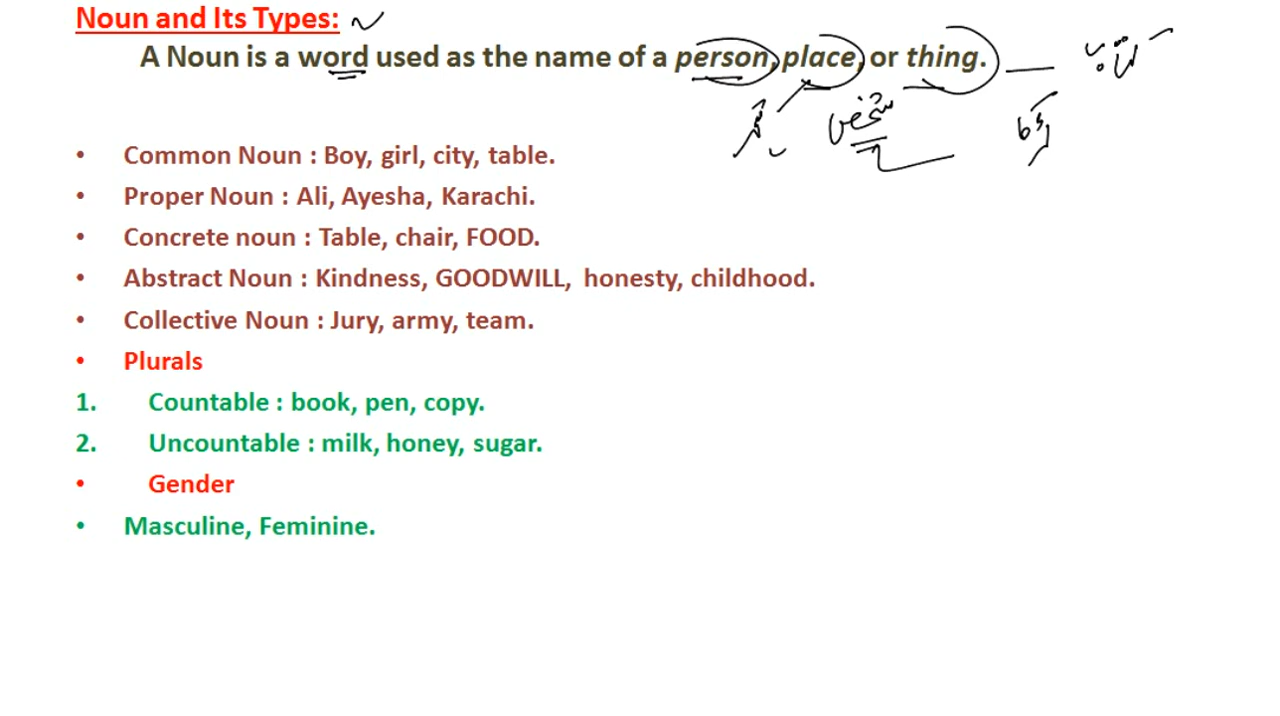 Noun and Its Types:
A Noun is a word used as the name of a person, place, or thing.
کتاب
شخص
لڑکا
• Common Noun : Boy, girl, city, table.
• Proper Noun : Ali, Ayesha, Karachi.
• Concrete noun : Table, chair, FOOD.
• Abstract Noun : Kindness, GOODWILL, honesty, childhood.
• Collective Noun : Jury, army, team.
• Plurals
1. Countable : book, pen, copy.
2. Uncountable : milk, honey, sugar.
• Gender
• Masculine, Feminine.